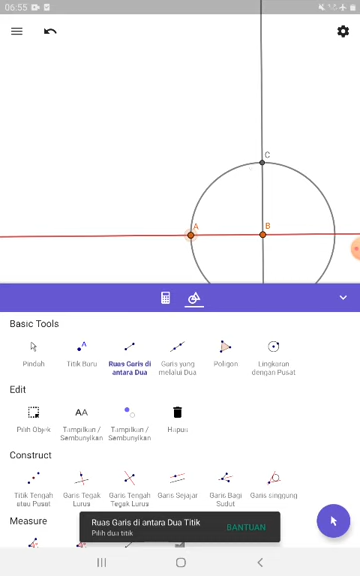 06:55
C
A
B
Basic Tools
Pindah
Titik Baru
Ruas Garis di antara Dua
Garis yang melalui Dua
Poligon
Lingkaran dengan Pusat
Edit
Pilih Objek
AA
Tampilkan / Sembunyikan
Tampilkan / Sembunyikan
Hapus
Construct
Titik Tengah atau Pusat
Garis Tegak Lurus
Garis Tengah Tegak Lurus
Garis Sejajar
Garis Bagi Sudut
Garis singgung
Measure
Ruas Garis di antara Dua Titik
Pilih dua titik
BANTUAN